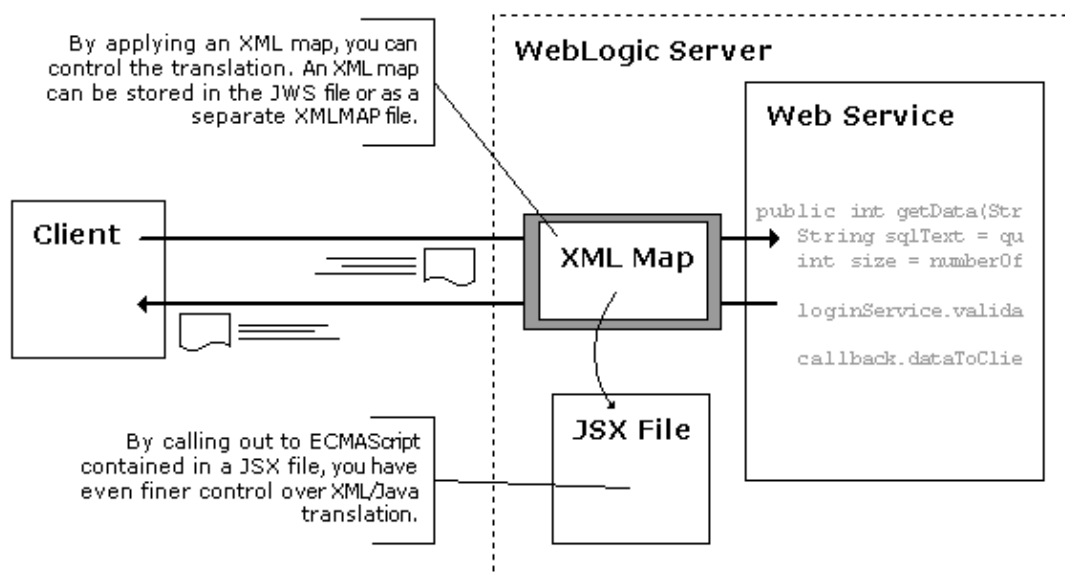 By applying an XML map, you can
control the translation. An XML map
can be stored in the JWS file or as a
separate XMLMAP file.
WebLogic Server
Web Service
public int getData(Str
String sqlText = qu
int size = numberOf
loginService.valida
callback.dataToClie
Client
XML Map
JSX File
By calling out to ECMAScript
contained in a JSX file, you have
even finer control over XML/Java
translation.